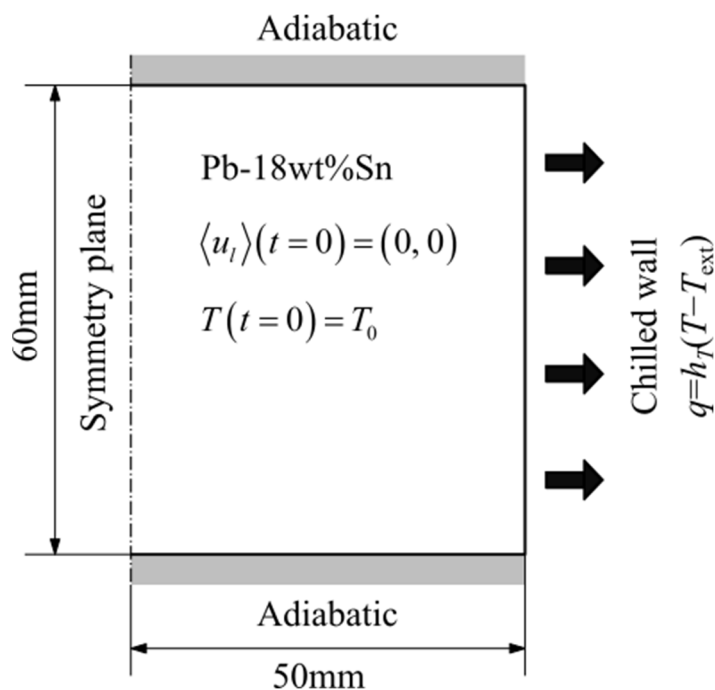 Adiabatic
Pb-18wt%Sn
⟨u_l⟩(t=0)=(0,0)
T(t=0)=T_0
60mm
Symmetry plane
Chilled wall
q=h_T(T−T_ext)
Adiabatic
50mm